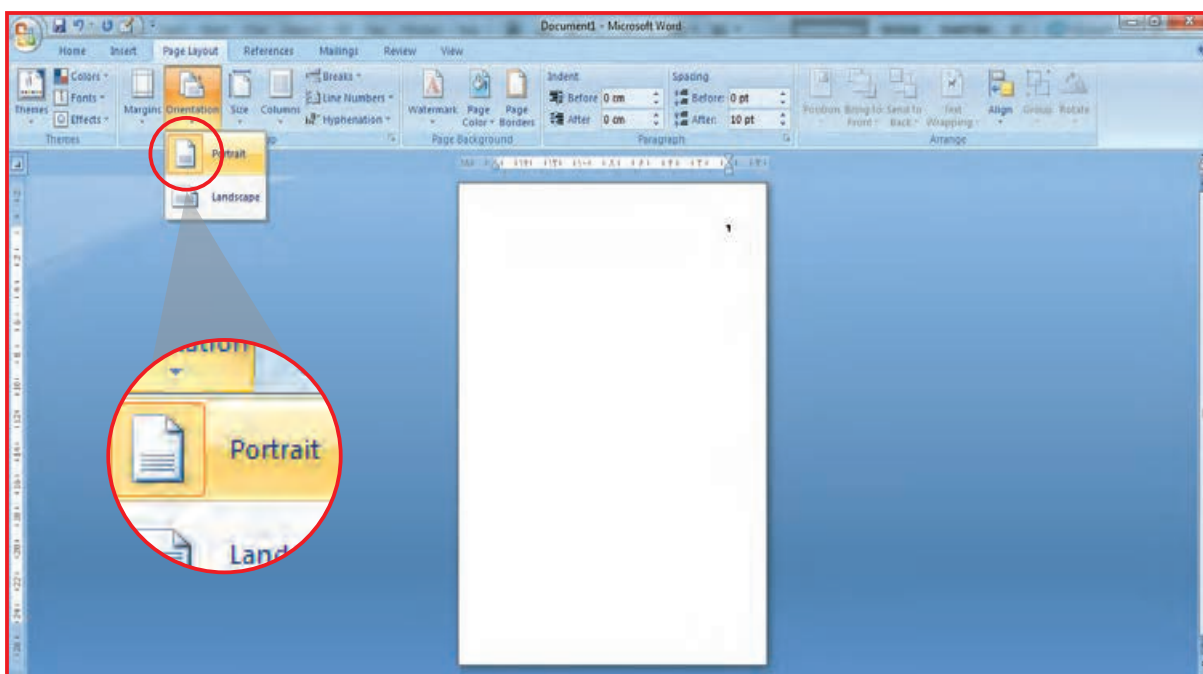 Document1 - Microsoft Word
Home Insert Page Layout References Mailings Review View
Colors Breaks Indent Spacing
Fonts Line Numbers Before 0 cm Before: 0 pt
Themes Effects Margins Orientation Size Columns Hyphenation Watermark Page Color Page Borders After 0 cm After: 10 pt Position Bring to Front Send to Back Text Wrapping Align Group Rotate
Themes Page Background Paragraph Arrange
Portrait
Landscape
ation
Portrait
Land